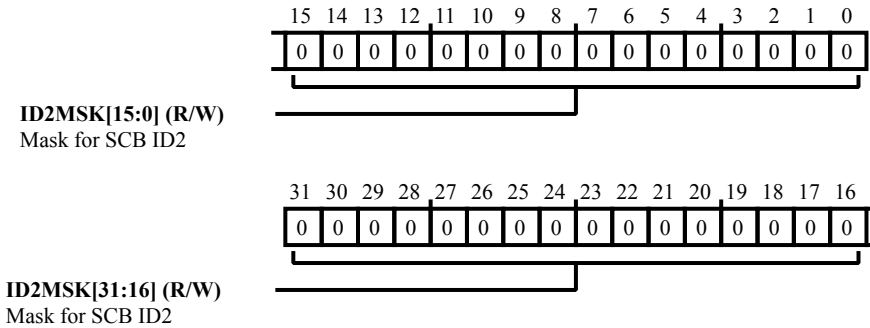 15 14 13 12 11 10 9 8 7 6 5 4 3 2 1 0
0 0 0 0 0 0 0 0 0 0 0 0 0 0 0 0
ID2MSK[15:0] (R/W)
Mask for SCB ID2
31 30 29 28 27 26 25 24 23 22 21 20 19 18 17 16
0 0 0 0 0 0 0 0 0 0 0 0 0 0 0 0
ID2MSK[31:16] (R/W)
Mask for SCB ID2